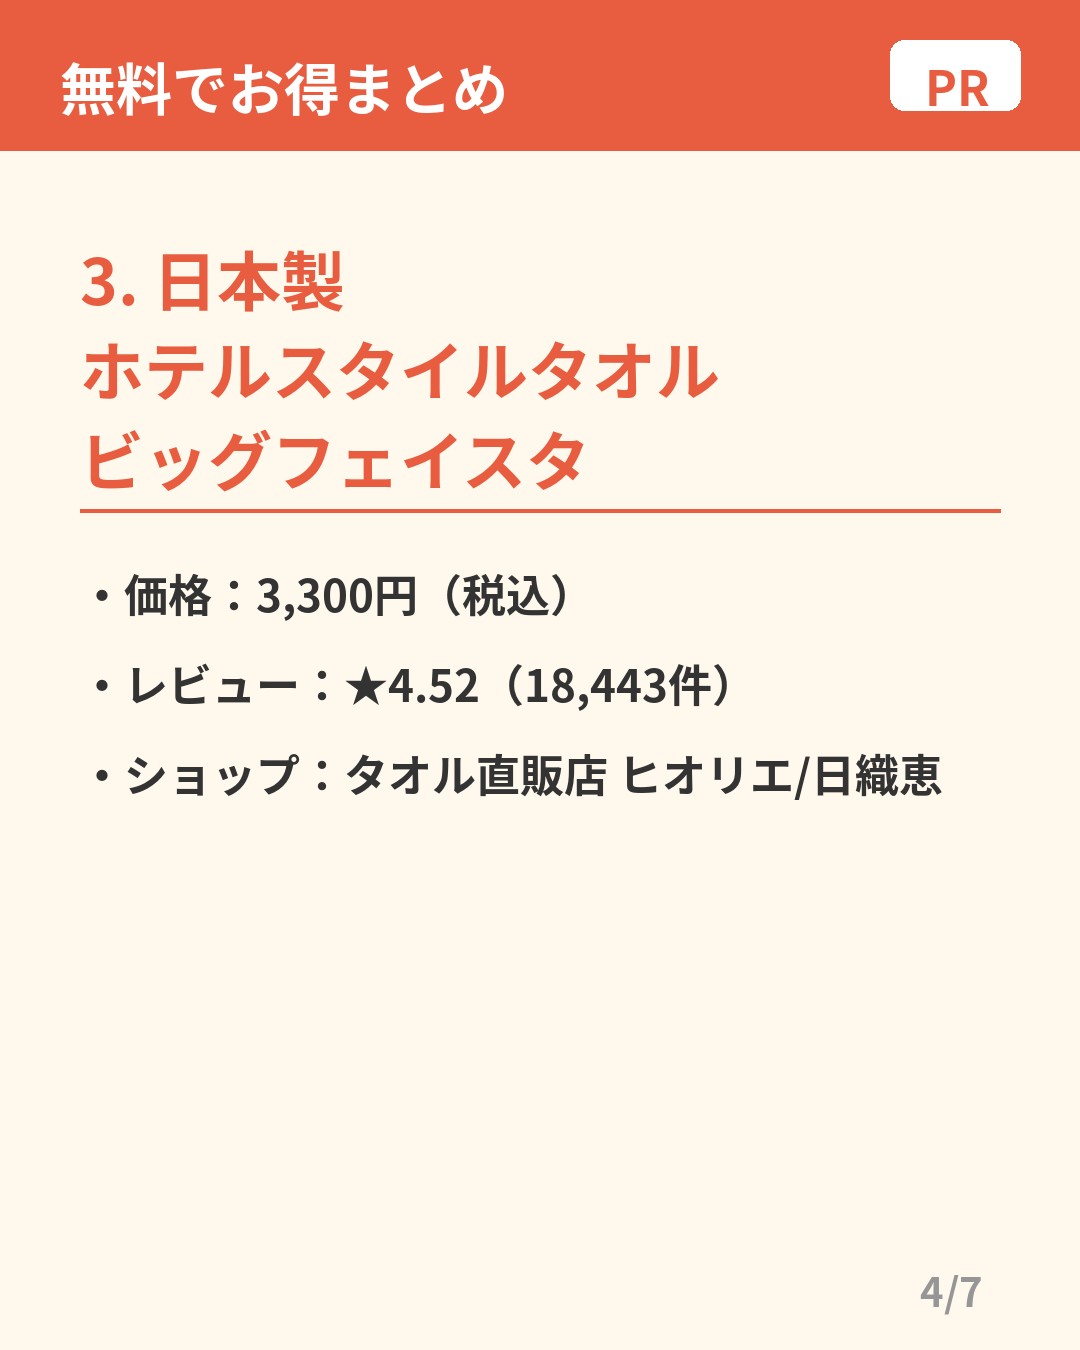 無料でお得まとめ
PR
3. 日本製
ホテルスタイルタオル
ビッグフェイスタ
・価格：3,300円（税込）
・レビュー：★4.52（18,443件）
・ショップ：タオル直販店 ヒオリエ/日織恵
4/7